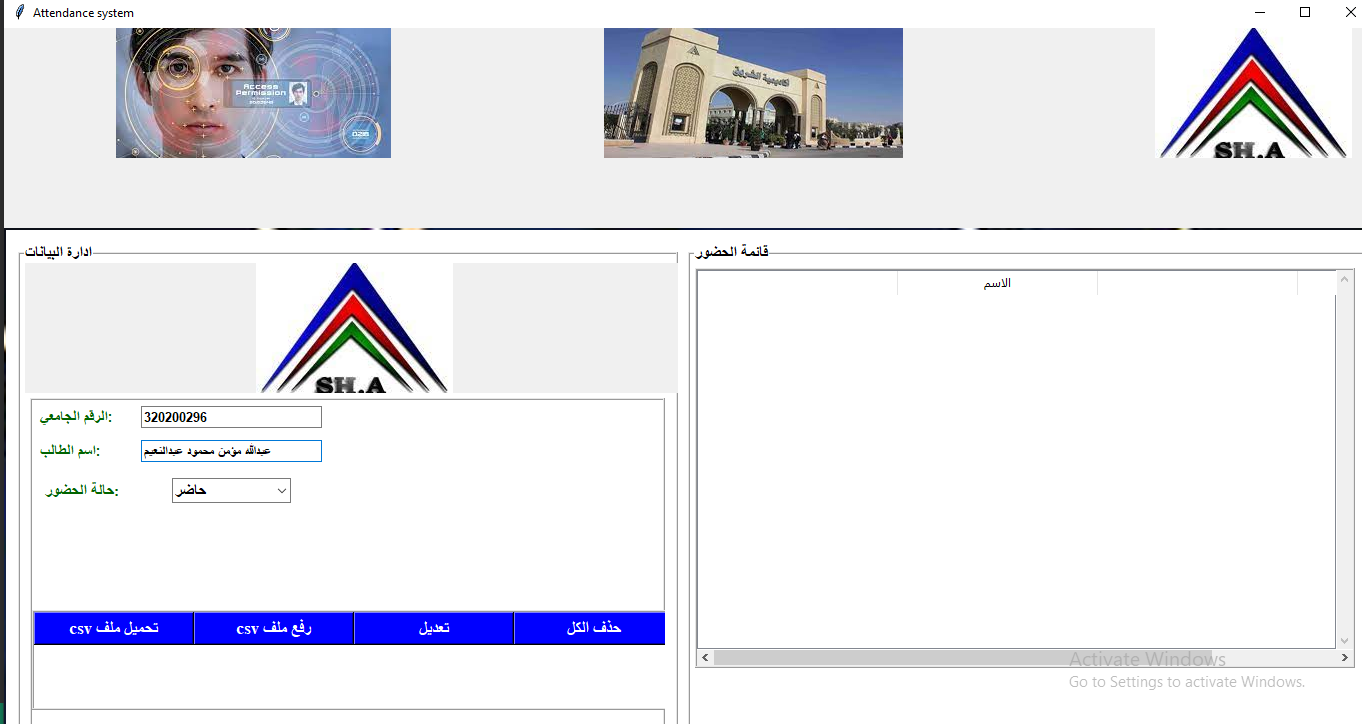 Attendance system
Access
Permission
اكاديمية الشروق
SH.A
ادارة البيانات
SH.A
الرقم الجامعي:
320200296
اسم الطالب:
عبدالله مؤمن محمود عبدالنعيم
حالة الحضور:
حاضر
تحميل ملف csv
رفع ملف csv
تعديل
حذف الكل
قائمة الحضور
الاسم
Activate Windows
Go to Settings to activate Windows.